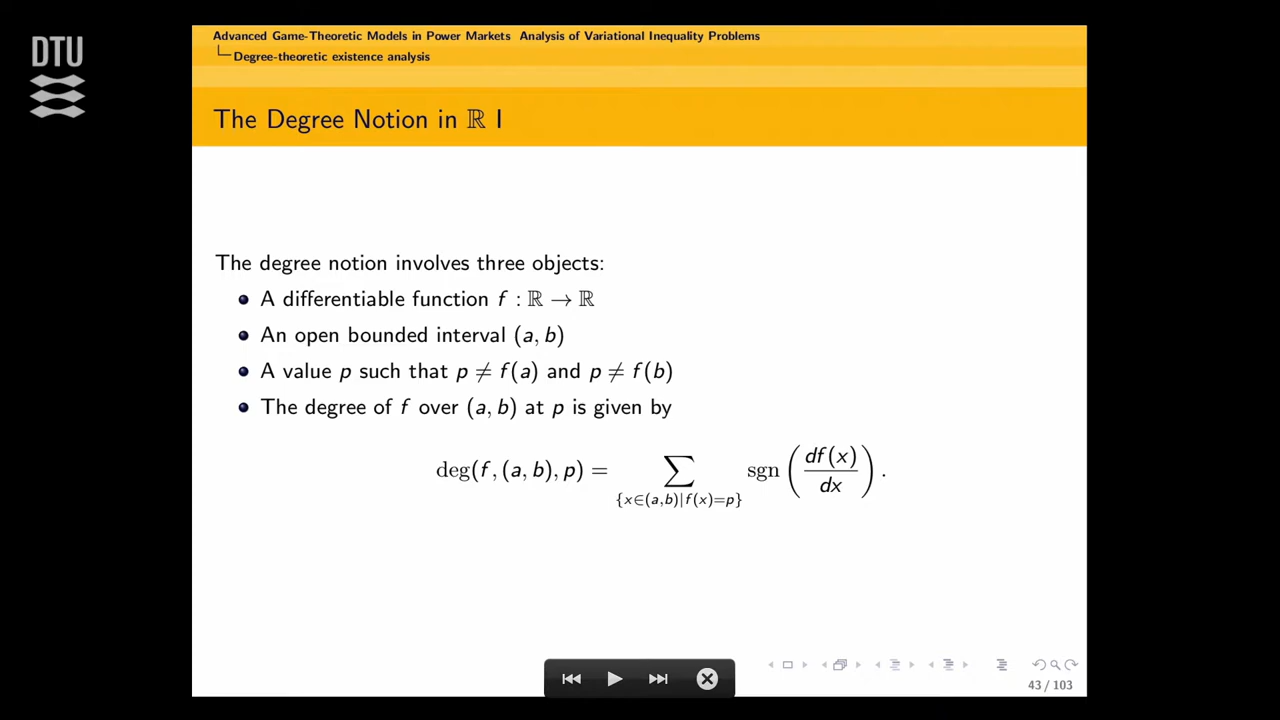 DTU
Advanced Game-Theoretic Models in Power Markets Analysis of Variational Inequality Problems
Degree-theoretic existence analysis
The Degree Notion in ℝ I
The degree notion involves three objects:
A differentiable function f : ℝ → ℝ
An open bounded interval (a, b)
A value p such that p ≠ f(a) and p ≠ f(b)
The degree of f over (a, b) at p is given by
deg(f, (a, b), p) = ∑_{x∈(a,b)|f(x)=p} sgn (df(x)/dx) .
43 / 103